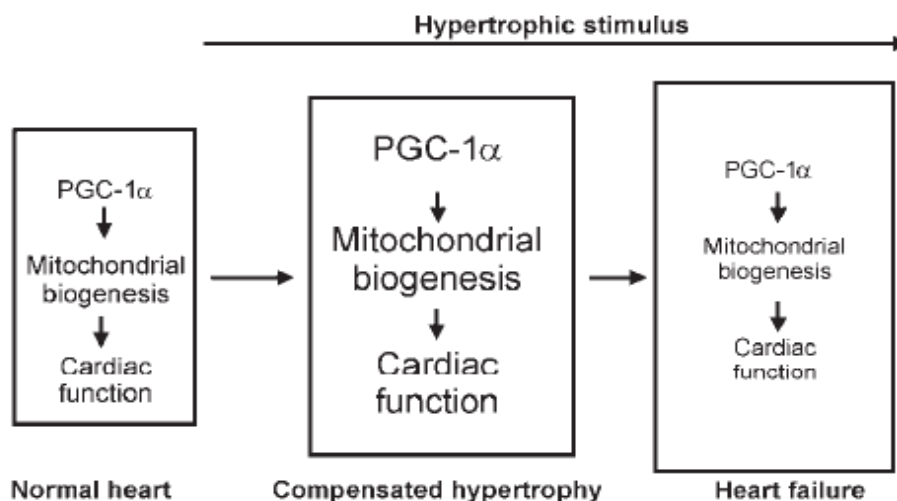 Hypertrophic stimulus
PGC-1α
Mitochondrial
biogenesis
Cardiac
function
PGC-1α
Mitochondrial
biogenesis
Cardiac
function
PGC-1α
Mitochondrial
biogenesis
Cardiac
function
Normal heart
Compensated hypertrophy
Heart failure